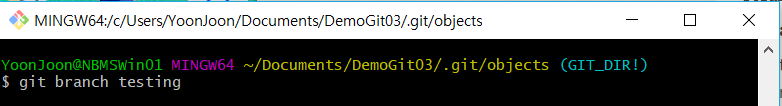 MINGW64:/c/Users/YoonJoon/Documents/DemoGit03/.git/objects
YoonJoon@NBMSWin01 MINGW64 ~/Documents/DemoGit03/.git/objects (GIT_DIR!)
$ git branch testing